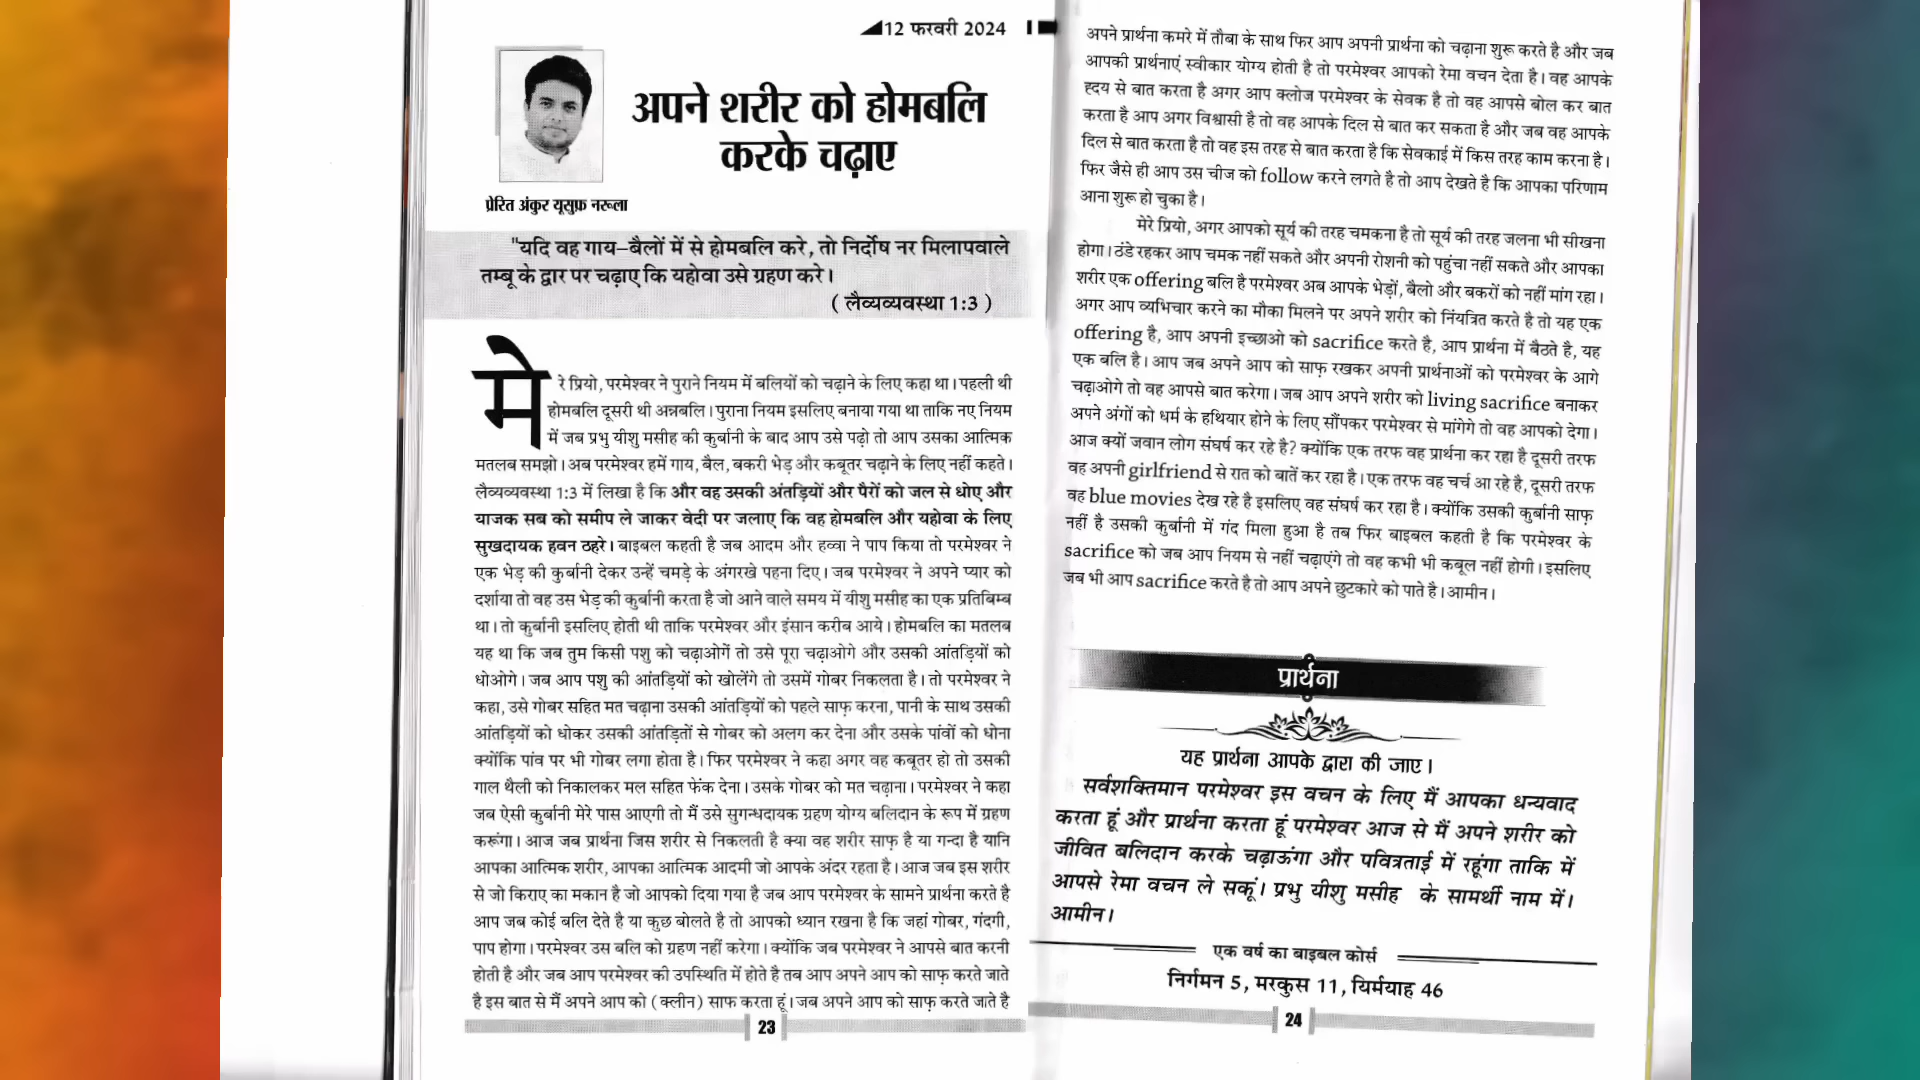 12 फरवरी 2024
अपने शरीर को होमबलि
करके चढ़ाए
प्रेरित अंकुर यूसुफ़ नरूला
"यदि वह गाय–बैलों में से होमबलि करे, तो निर्दोष नर मिलापवाले
तम्बू के द्वार पर चढ़ाए कि यहोवा उसे ग्रहण करे।
( लैव्यव्यवस्था 1:3 )
मेरे प्रियो, परमेश्वर ने पुराने नियम में बलियों को चढ़ाने के लिए कहा था। पहली थी
होमबलि दूसरी थी अन्नबलि। पुराना नियम इसलिए बनाया गया था ताकि नए नियम
में जब प्रभु यीशु मसीह की कुर्बानी के बाद आप उसे पढ़ो तो आप उसका आत्मिक
मतलब समझो। अब परमेश्वर हमें गाय, बैल, बकरी भेड़ और कबूतर चढ़ाने के लिए नहीं कहते।
लैव्यव्यवस्था 1:3 में लिखा है कि और वह उसकी अंतड़ियों और पैरों को जल से धोए और
याजक सब को समीप ले जाकर वेदी पर जलाए कि वह होमबलि और यहोवा के लिए
सुखदायक हवन ठहरे। बाइबल कहती है जब आदम और हव्वा ने पाप किया तो परमेश्वर ने
एक भेड़ की कुर्बानी देकर उन्हें चमड़े के अंगरखे पहना दिए। जब परमेश्वर ने अपने प्यार को
दर्शाया तो वह उस भेड़ की कुर्बानी करता है जो आने वाले समय में यीशु मसीह का एक प्रतिबिम्ब
था। तो कुर्बानी इसलिए होती थी ताकि परमेश्वर और इंसान करीब आये। होमबलि का मतलब
यह था कि जब तुम किसी पशु को चढ़ाओगें तो उसे पूरा चढ़ाओगे और उसकी आंतड़ियों को
धोओगे। जब आप पशु की आंतड़ियों को खोलेंगे तो उसमें गोबर निकलता है। तो परमेश्वर ने
कहा, उसे गोबर सहित मत चढ़ाना उसकी आंतड़ियों को पहले साफ़ करना, पानी के साथ उसकी
आंतड़ियों को धोकर उसकी आंतड़ितों से गोबर को अलग कर देना और उसके पांवों को धोना
क्योंकि पांव पर भी गोबर लगा होता है। फिर परमेश्वर ने कहा अगर वह कबूतर हो तो उसकी
गाल थैली को निकालकर मल सहित फेंक देना। उसके गोबर को मत चढ़ाना। परमेश्वर ने कहा
जब ऐसी कुर्बानी मेरे पास आएगी तो मैं उसे सुगन्धदायक ग्रहण योग्य बलिदान के रूप में ग्रहण
करूंगा। आज जब प्रार्थना जिस शरीर से निकलती है क्या वह शरीर साफ़ है या गन्दा है यानि
आपका आत्मिक शरीर, आपका आत्मिक आदमी जो आपके अंदर रहता है। आज जब इस शरीर
से जो किराए का मकान है जो आपको दिया गया है जब आप परमेश्वर के सामने प्रार्थना करते है
आप जब कोई बलि देते है या कुछ बोलते है तो आपको ध्यान रखना है कि जहां गोबर, गंदगी,
पाप होगा। परमेश्वर उस बलि को ग्रहण नहीं करेगा। क्योंकि जब परमेश्वर ने आपसे बात करनी
होती है और जब आप परमेश्वर की उपस्थिति में होते है तब आप अपने आप को साफ़ करते जाते
है इस बात से मैं अपने आप को (क्लीन) साफ करता हूं। जब अपने आप को साफ़ करते जाते है
23
अपने प्रार्थना कमरे में तौबा के साथ फिर आप अपनी प्रार्थना को चढ़ाना शुरू करते है और जब
आपकी प्रार्थनाएं स्वीकार योग्य होती है तो परमेश्वर आपको रेमा वचन देता है। वह आपके
ह्दय से बात करता है अगर आप क्लोज परमेश्वर के सेवक है तो वह आपसे बोल कर बात
करता है आप अगर विश्वासी है तो वह आपके दिल से बात कर सकता है और जब वह आपके
दिल से बात करता है तो वह इस तरह से बात करता है कि सेवकाई में किस तरह काम करना है।
फिर जैसे ही आप उस चीज को follow करने लगते है तो आप देखते है कि आपका परिणाम
आना शुरू हो चुका है।
मेरे प्रियो, अगर आपको सूर्य की तरह चमकना है तो सूर्य की तरह जलना भी सीखना
होगा। ठंडे रहकर आप चमक नहीं सकते और अपनी रोशनी को पहुंचा नहीं सकते और आपका
शरीर एक offering बलि है परमेश्वर अब आपके भेड़ों, बैलो और बकरों को नहीं मांग रहा।
अगर आप व्यभिचार करने का मौका मिलने पर अपने शरीर को निंयत्रित करते है तो यह एक
offering है, आप अपनी इच्छाओ को sacrifice करते है, आप प्रार्थना में बैठते है, यह
एक बलि है। आप जब अपने आप को साफ़ रखकर अपनी प्रार्थनाओं को परमेश्वर के आगे
चढ़ाओगे तो वह आपसे बात करेगा। जब आप अपने शरीर को living sacrifice बनाकर
अपने अंगों को धर्म के हथियार होने के लिए सौंपकर परमेश्वर से मांगेगे तो वह आपको देगा।
आज क्यों जवान लोग संघर्ष कर रहे है? क्योंकि एक तरफ वह प्रार्थना कर रहा है दूसरी तरफ
वह अपनी girlfriend से रात को बातें कर रहा है। एक तरफ वह चर्च आ रहे है, दूसरी तरफ
वह blue movies देख रहे है इसलिए वह संघर्ष कर रहा है। क्योंकि उसकी कुर्बानी साफ़
नहीं है उसकी कुर्बानी में गंद मिला हुआ है तब फिर बाइबल कहती है कि परमेश्वर के
sacrifice को जब आप नियम से नहीं चढ़ाएंगे तो वह कभी भी कबूल नहीं होगी। इसलिए
जब भी आप sacrifice करते है तो आप अपने छुटकारे को पाते है। आमीन।
प्रार्थना
यह प्रार्थना आपके द्वारा की जाए।
सर्वशक्तिमान परमेश्वर इस वचन के लिए मैं आपका धन्यवाद
करता हूं और प्रार्थना करता हूं परमेश्वर आज से मैं अपने शरीर को
जीवित बलिदान करके चढ़ाऊंगा और पवित्रताई में रहूंगा ताकि में
आपसे रेमा वचन ले सकूं। प्रभु यीशु मसीह के सामर्थी नाम में।
आमीन।
एक वर्ष का बाइबल कोर्स
निर्गमन 5, मरकुस 11, यिर्मयाह 46
24